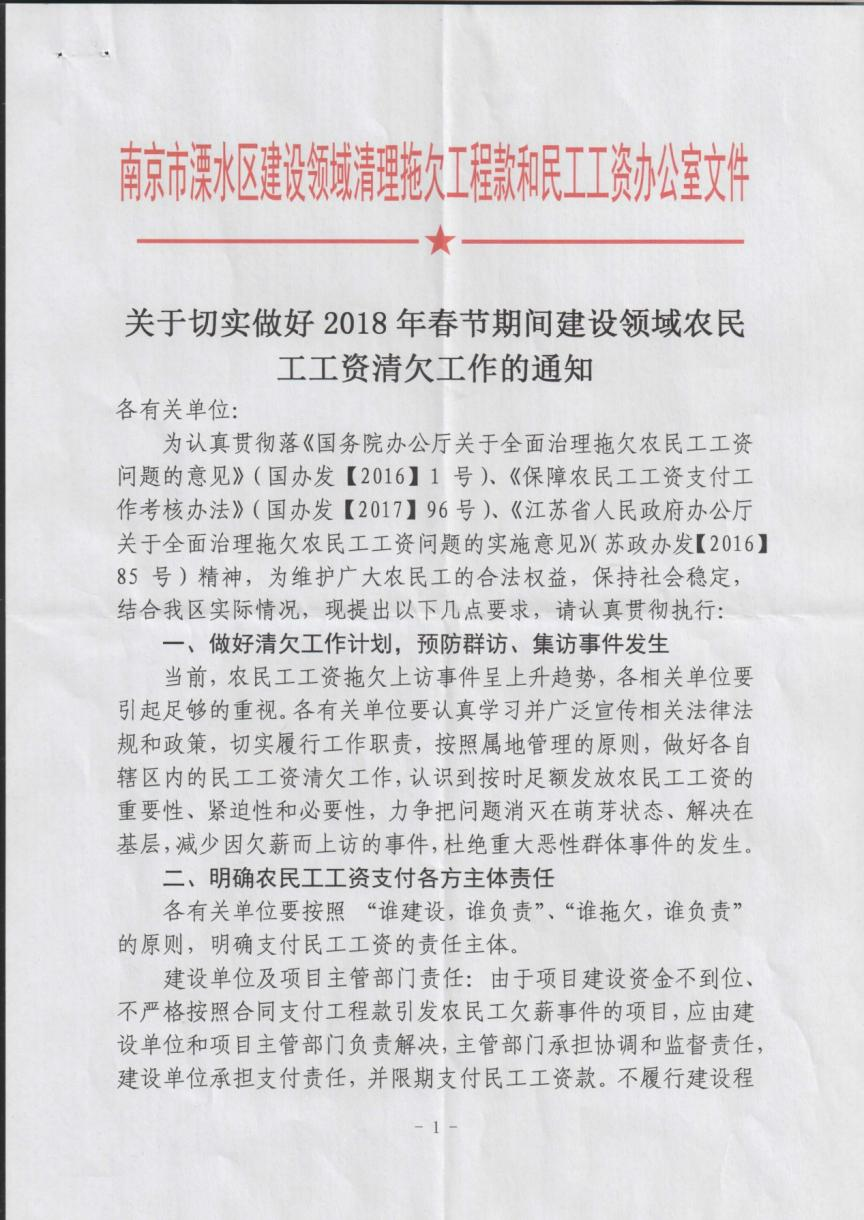 南京市溧水区建设领域清理拖欠工程款和民工工资办公室文件
关于切实做好 2018 年春节期间建设领域农民
工工资清欠工作的通知
各有关单位：
为认真贯彻落《国务院办公厅关于全面治理拖欠农民工工资
问题的意见》（国办发【2016】1 号）、《保障农民工工资支付工
作考核办法》（国办发【2017】96 号）、《江苏省人民政府办公厅
关于全面治理拖欠农民工工资问题的实施意见》（苏政办发【2016】
85 号）精神，为维护广大农民工的合法权益，保持社会稳定，
结合我区实际情况，现提出以下几点要求，请认真贯彻执行：
一、做好清欠工作计划，预防群访、集访事件发生
当前，农民工工资拖欠上访事件呈上升趋势，各相关单位要
引起足够的重视。各有关单位要认真学习并广泛宣传相关法律法
规和政策，切实履行工作职责，按照属地管理的原则，做好各自
辖区内的民工工资清欠工作，认识到按时足额发放农民工工资的
重要性、紧迫性和必要性，力争把问题消灭在萌芽状态、解决在
基层，减少因欠薪而上访的事件，杜绝重大恶性群体事件的发生。
二、明确农民工工资支付各方主体责任
各有关单位要按照 “谁建设，谁负责”、“谁拖欠，谁负责”
的原则，明确支付民工工资的责任主体。
建设单位及项目主管部门责任：由于项目建设资金不到位、
不严格按照合同支付工程款引发农民工欠薪事件的项目，应由建
设单位和项目主管部门负责解决，主管部门承担协调和监督责任，
建设单位承担支付责任，并限期支付民工工资款。不履行建设程
- 1 -